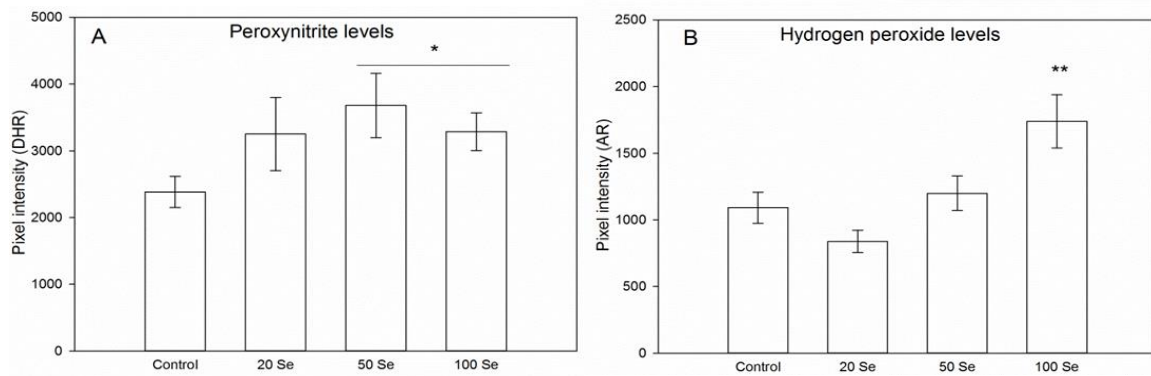 A
Peroxynitrite levels
*
Pixel intensity (DHR)
5000
4000
3000
2000
1000
0
Control 20 Se 50 Se 100 Se
B
Hydrogen peroxide levels
**
Pixel intensity (AR)
2500
2000
1500
1000
500
0
Control 20 Se 50 Se 100 Se